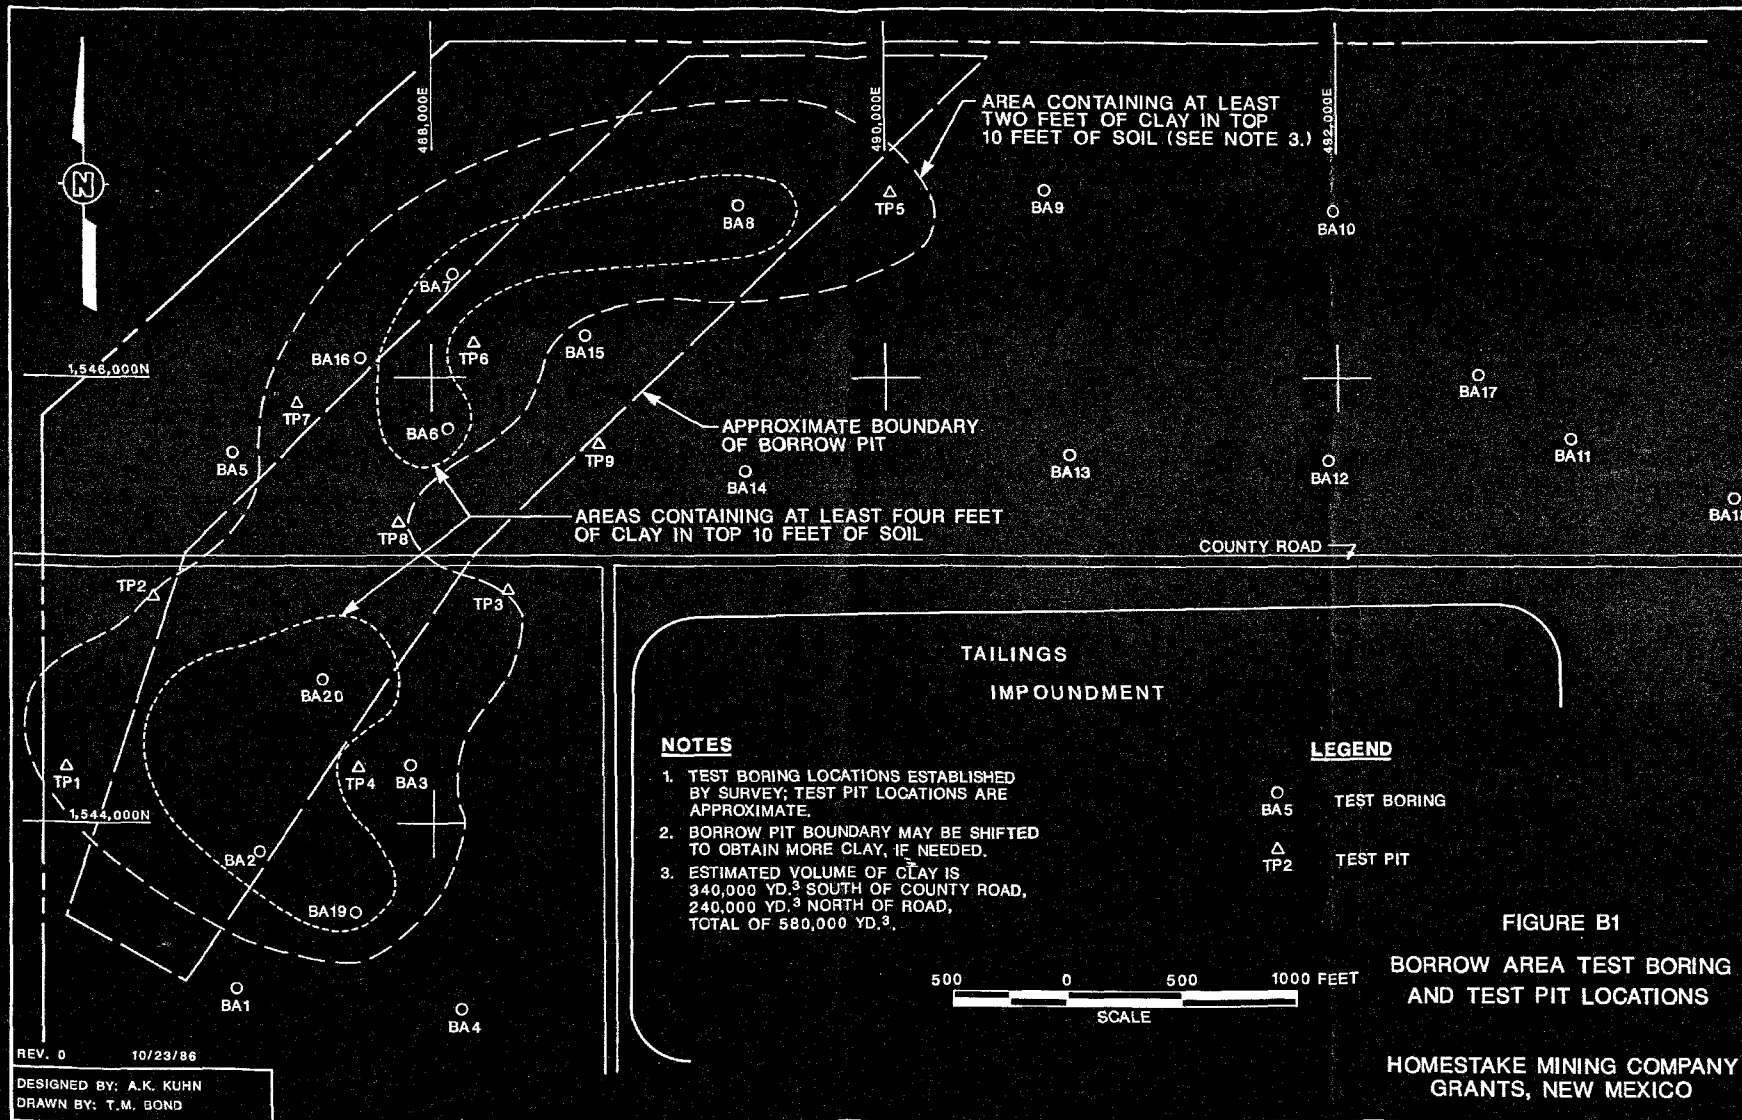 N
488,000E
490,000E
492,000E
AREA CONTAINING AT LEAST
TWO FEET OF CLAY IN TOP
10 FEET OF SOIL (SEE NOTE 3.)
BA8
TP5
BA9
BA10
BA7
BA16
TP6
BA15
1,546,000N
TP7
BA17
BA6
APPROXIMATE BOUNDARY
OF BORROW PIT
BA5
TP9
BA14
BA13
BA12
BA11
BA18
AREAS CONTAINING AT LEAST FOUR FEET
OF CLAY IN TOP 10 FEET OF SOIL
TP8
COUNTY ROAD
TP2
TP3
TAILINGS
IMPOUNDMENT
BA20
TP1
TP4
BA3
1,544,000N
BA2
BA19
BA1
BA4
NOTES
1. TEST BORING LOCATIONS ESTABLISHED
BY SURVEY; TEST PIT LOCATIONS ARE
APPROXIMATE.
2. BORROW PIT BOUNDARY MAY BE SHIFTED
TO OBTAIN MORE CLAY, IF NEEDED.
3. ESTIMATED VOLUME OF CLAY IS
340,000 YD.³ SOUTH OF COUNTY ROAD,
240,000 YD.³ NORTH OF ROAD,
TOTAL OF 580,000 YD.³.
LEGEND
BA5 TEST BORING
TP2 TEST PIT
500 0 500 1000 FEET
SCALE
FIGURE B1
BORROW AREA TEST BORING
AND TEST PIT LOCATIONS
HOMESTAKE MINING COMPANY
GRANTS, NEW MEXICO
REV. 0 10/23/86
DESIGNED BY: A.K. KUHN
DRAWN BY: T.M. BOND